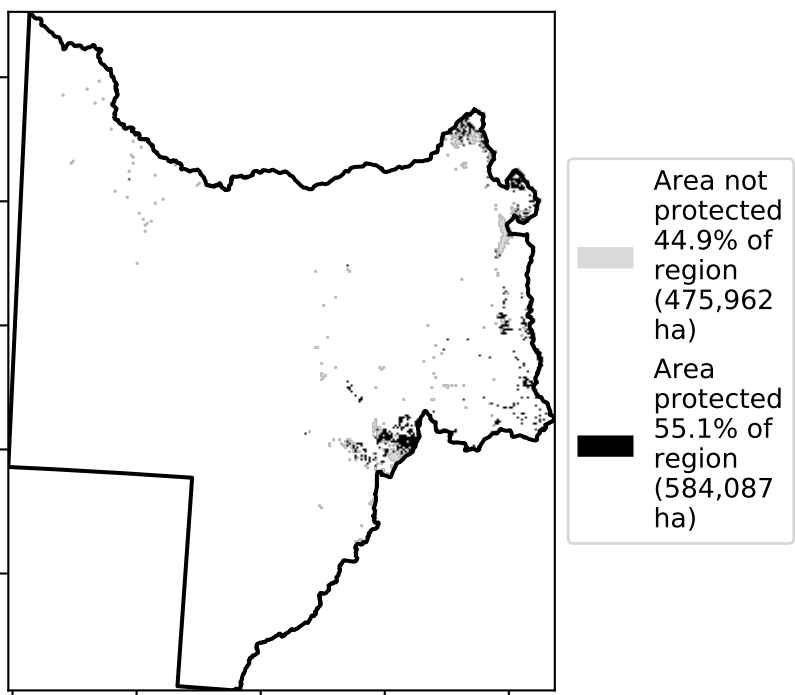 Area not
protected
44.9% of
region
(475,962
ha)
Area
protected
55.1% of
region
(584,087
ha)